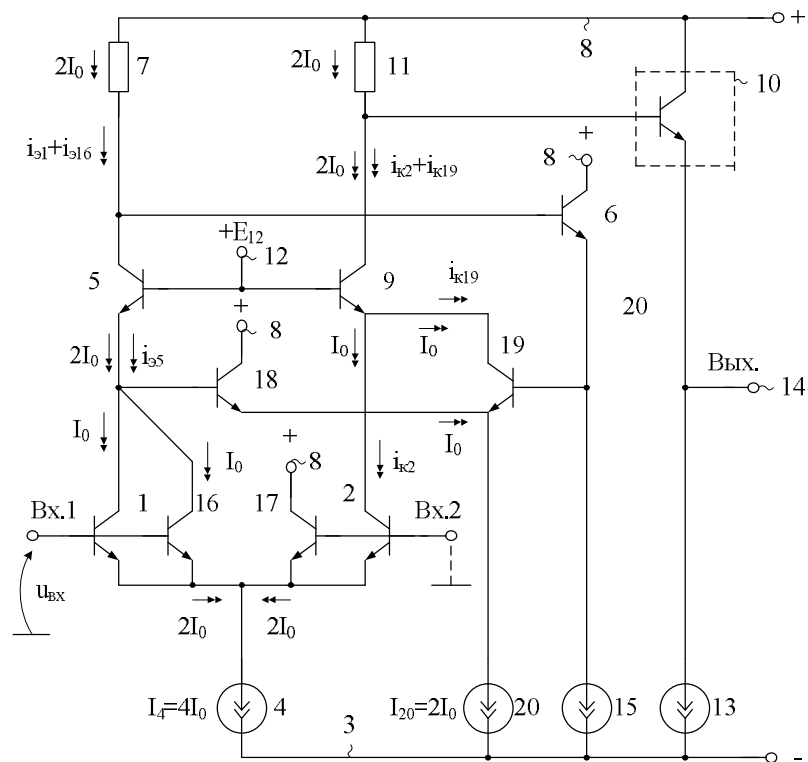 +
8
2I₀
7
2I₀
11
10
iэ1+iэ16
2I₀
iк2+iк19
+
8
6
+E₁₂
12
5
9
iк19
20
+
8
2I₀
iэ5
I₀
I₀
19
18
Вых.
14
I₀
I₀
I₀
+
8
iк2
Вх.1
1
16
17
2
Вх.2
uвх
2I₀
2I₀
I₄=4I₀
4
I₂₀=2I₀
20
15
13
3
-